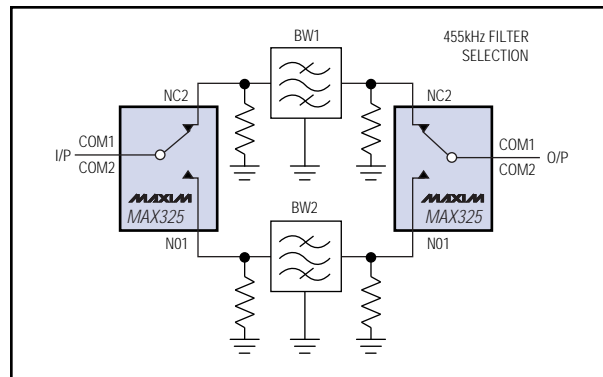 455kHz FILTER
SELECTION
BW1
NC2
NC2
I/P
COM1
COM2
COM1
COM2
O/P
MAXIM
MAX325
MAXIM
MAX325
BW2
N01
N01